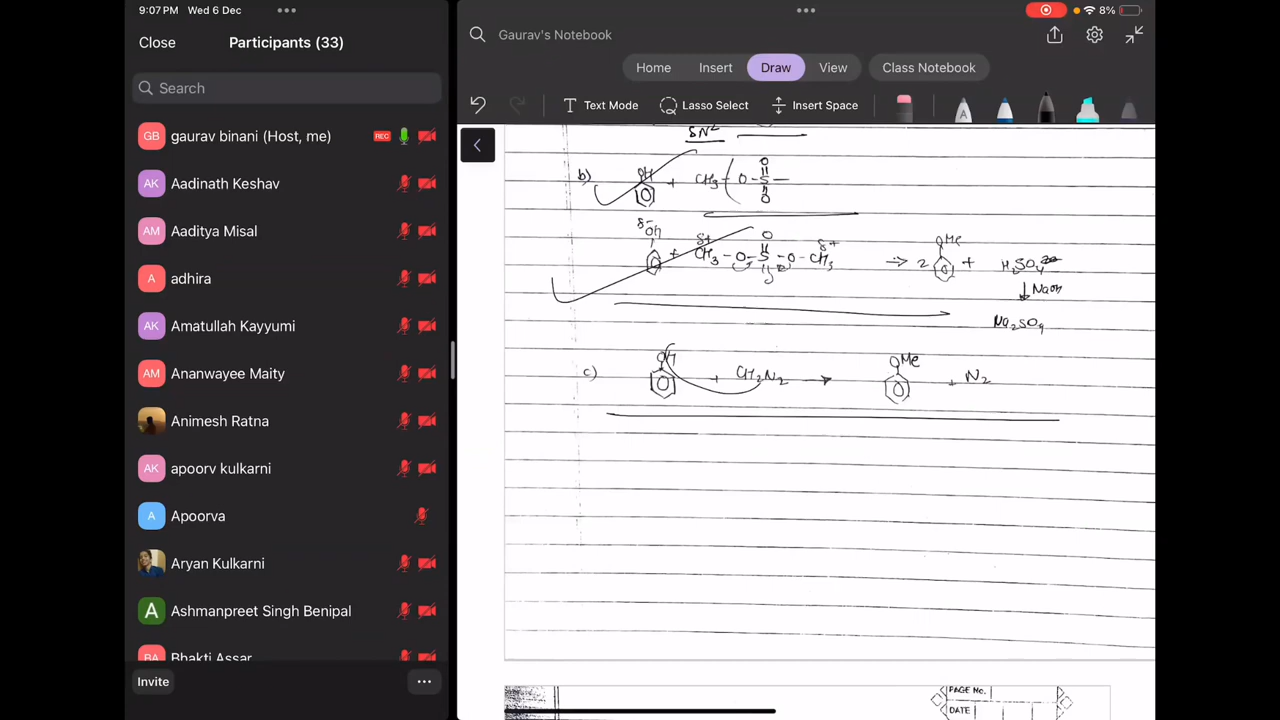 9:07 PM Wed 6 Dec
8%
Close
Participants (33)
Search
GB gaurav binani (Host, me) REC
AK Aadinath Keshav
AM Aaditya Misal
A adhira
AK Amatullah Kayyumi
AM Ananwayee Maity
Animesh Ratna
AK apoorv kulkarni
A Apoorva
Aryan Kulkarni
A Ashmanpreet Singh Benipal
BA Bhakti Assar
Invite
Gaurav's Notebook
Home Insert Draw View Class Notebook
Text Mode Lasso Select Insert Space
SN²
b) OH + CH₃ - O - S -
O
O
δ- OH + δ+ CH₃ - O - S - O - CH₃ δ+ ⇒ 2 OMe + H₂SO₄
O
↓ NaOH
Na₂SO₄
c) OH + CH₂N₂ → OMe + N₂
PAGE No.
DATE